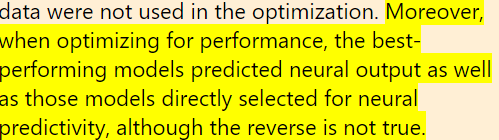 data were not used in the optimization. Moreover,
when optimizing for performance, the best-
performing models predicted neural output as well
as those models directly selected for neural
predictivity, although the reverse is not true.